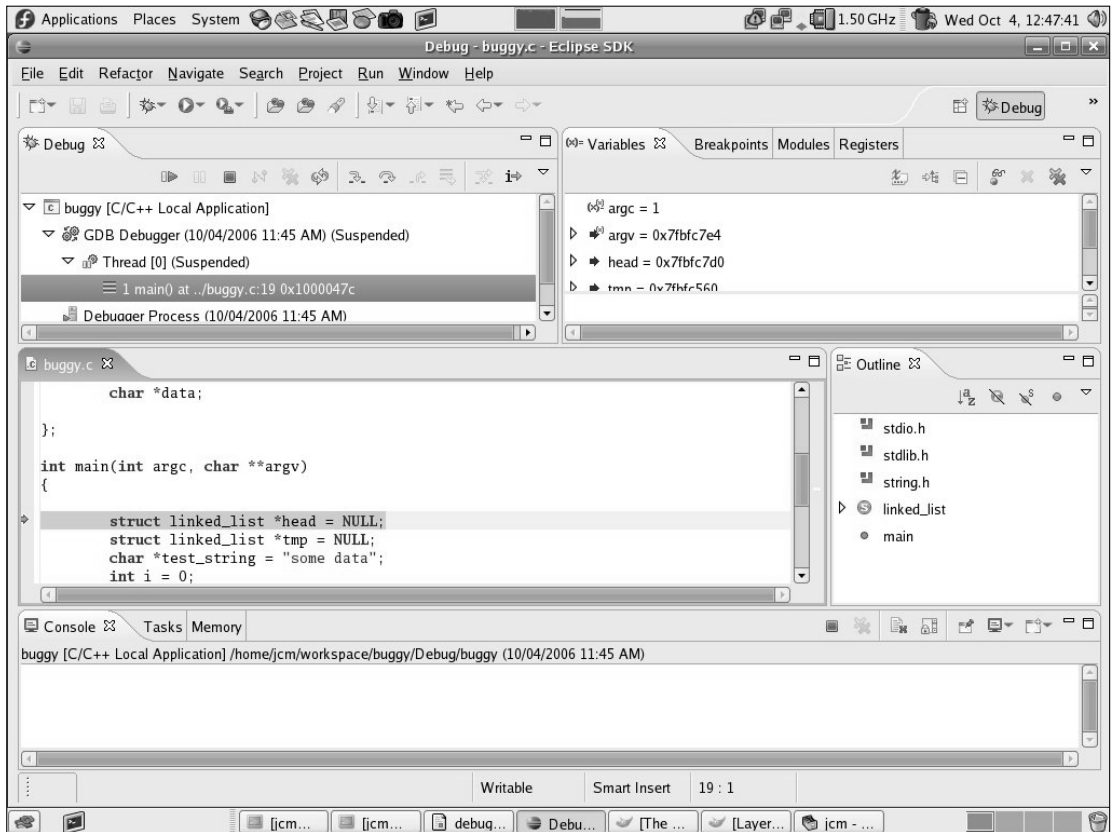 Applications Places System 1.50 GHz Wed Oct 4, 12:47:41
Debug - buggy.c - Eclipse SDK
File Edit Refactor Navigate Search Project Run Window Help
Debug »
Debug
buggy [C/C++ Local Application]
GDB Debugger (10/04/2006 11:45 AM) (Suspended)
Thread [0] (Suspended)
1 main() at ../buggy.c:19 0x1000047c
Debugger Process (10/04/2006 11:45 AM)
(x)= Variables Breakpoints Modules Registers
argc = 1
argv = 0x7fbfc7e4
head = 0x7fbfc7d0
tmp = 0x7fbfc560
buggy.c
char *data;
};
int main(int argc, char **argv)
{
struct linked_list *head = NULL;
struct linked_list *tmp = NULL;
char *test_string = "some data";
int i = 0;
Outline
stdio.h
stdlib.h
string.h
linked_list
main
Console Tasks Memory
buggy [C/C++ Local Application] /home/jcm/workspace/buggy/Debug/buggy (10/04/2006 11:45 AM)
Writable Smart Insert 19 : 1
[jcm... [jcm... debug... Debu... [The ... [Layer... jcm - ...